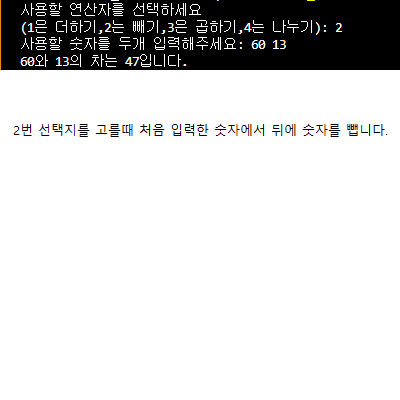 사용할 연산자를 선택하세요
(1은 더하기,2는 빼기,3은 곱하기,4는 나누기): 2
사용할 숫자를 두개 입력해주세요: 60 13
60와 13의 차는 47입니다.
2번 선택지를 고를때 처음 입력한 숫자에서 뒤에 숫자를 뺍니다.